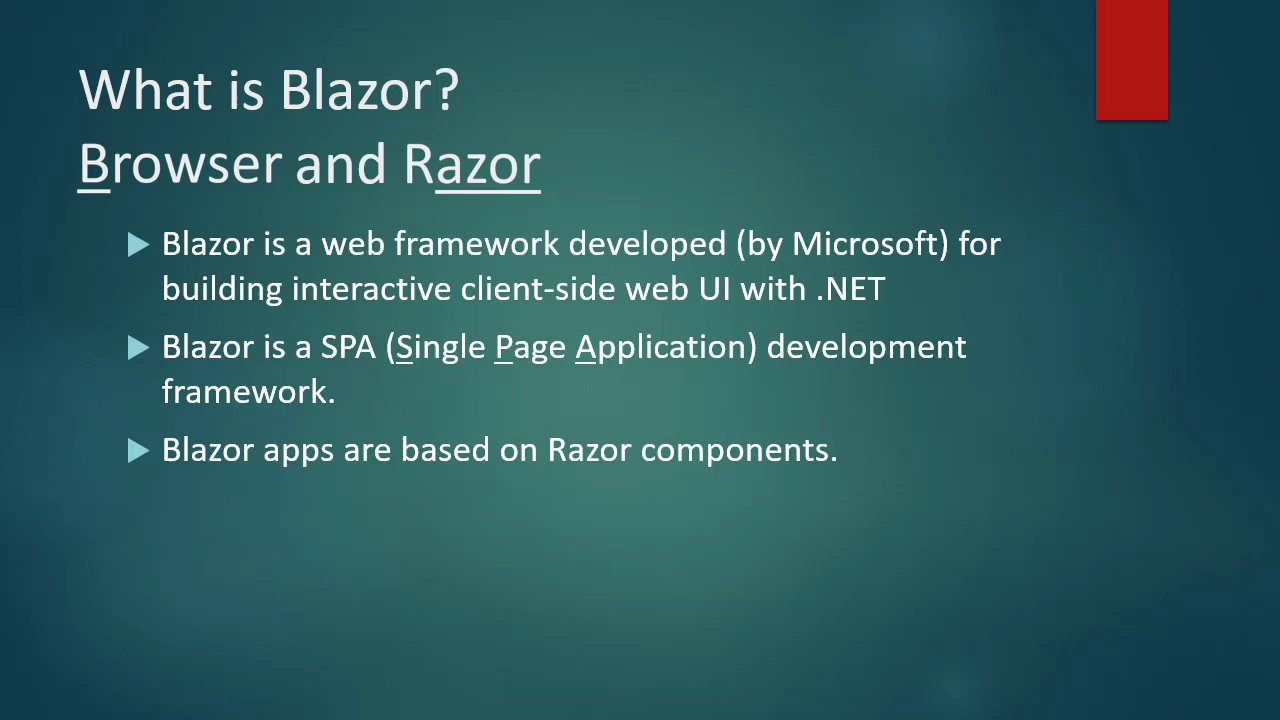 What is Blazor?
Browser and Razor
Blazor is a web framework developed (by Microsoft) for
building interactive client-side web UI with .NET
Blazor is a SPA (Single Page Application) development
framework.
Blazor apps are based on Razor components.